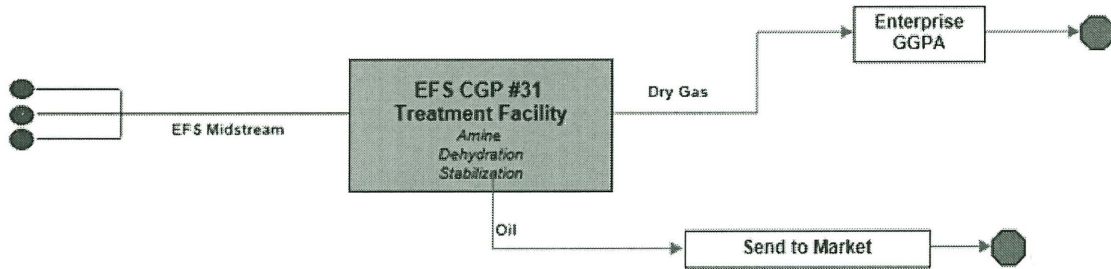 Enterprise
GGPA
EFS CGP #31
Treatment Facility
Amine
Dehydration
Stabilization
Dry Gas
EFS Midstream
Oil
Send to Market